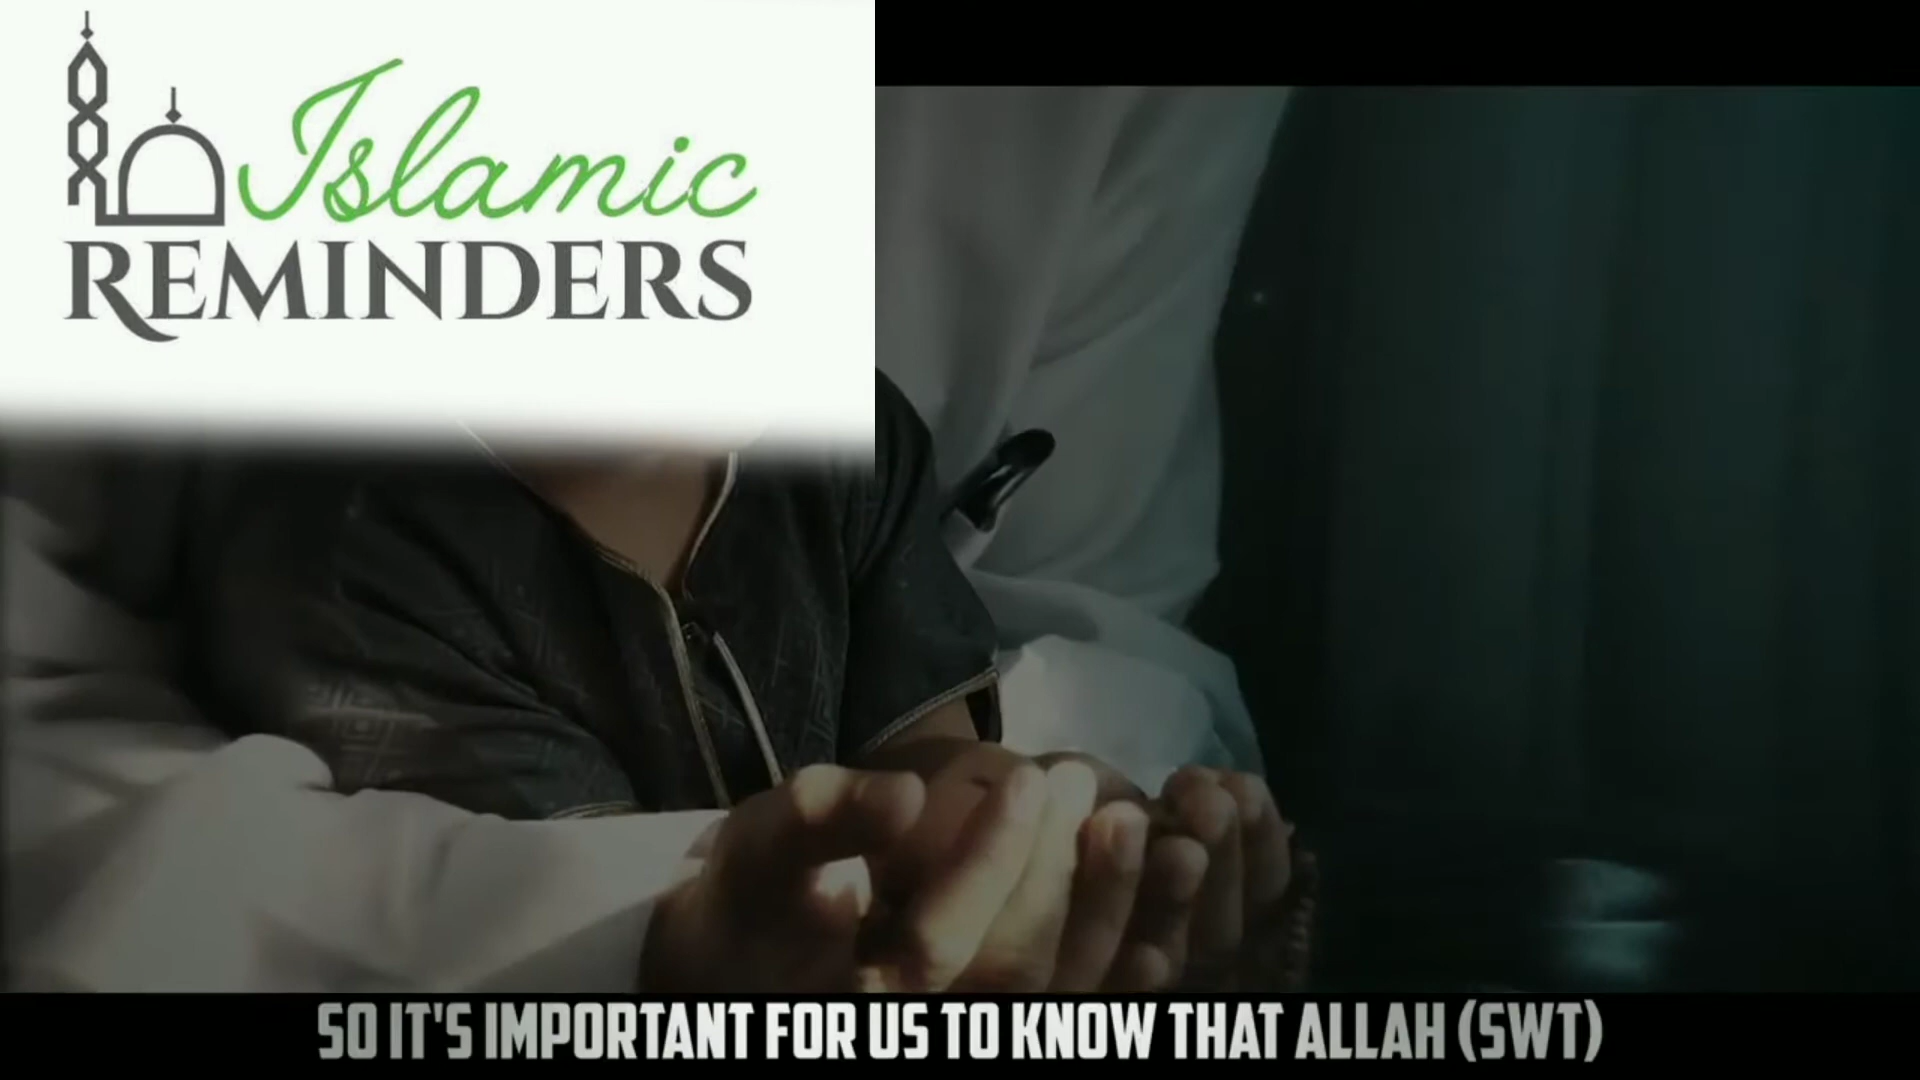 Islamic
REMINDERS
SO IT'S IMPORTANT FOR US TO KNOW THAT ALLAH (SWT)